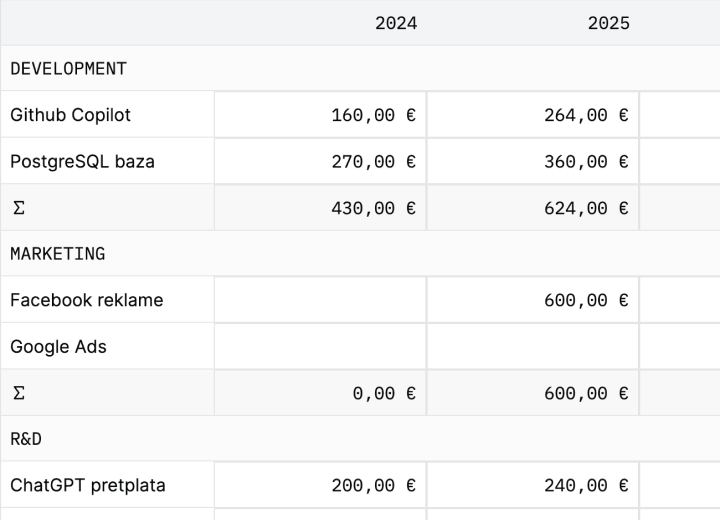 2024 2025
DEVELOPMENT
Github Copilot 160,00 € 264,00 €
PostgreSQL baza 270,00 € 360,00 €
Σ 430,00 € 624,00 €
MARKETING
Facebook reklame 600,00 €
Google Ads
Σ 0,00 € 600,00 €
R&D
ChatGPT pretplata 200,00 € 240,00 €